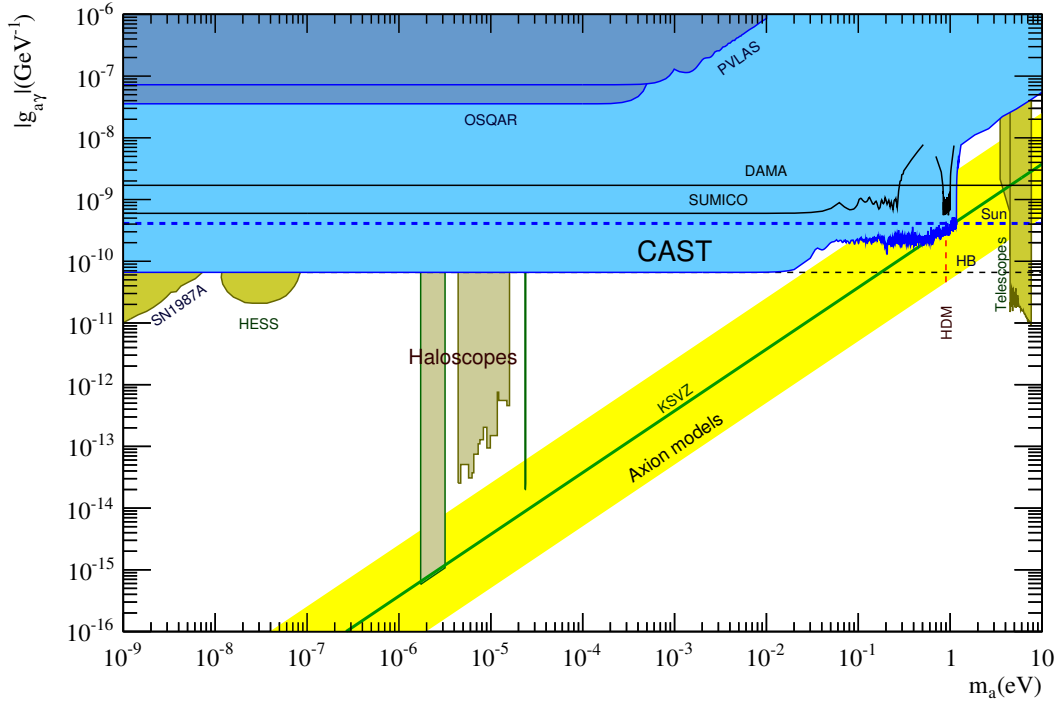 |g_aγ|(GeV^-1)
10^-6
10^-7
10^-8
10^-9
10^-10
10^-11
10^-12
10^-13
10^-14
10^-15
10^-16
PVLAS
OSQAR
DAMA
SUMICO
Sun
CAST
HB
SN1987A
HESS
Telescopes
HDM
Haloscopes
KSVZ
Axion models
10^-9
10^-8
10^-7
10^-6
10^-5
10^-4
10^-3
10^-2
10^-1
1
10
m_a(eV)